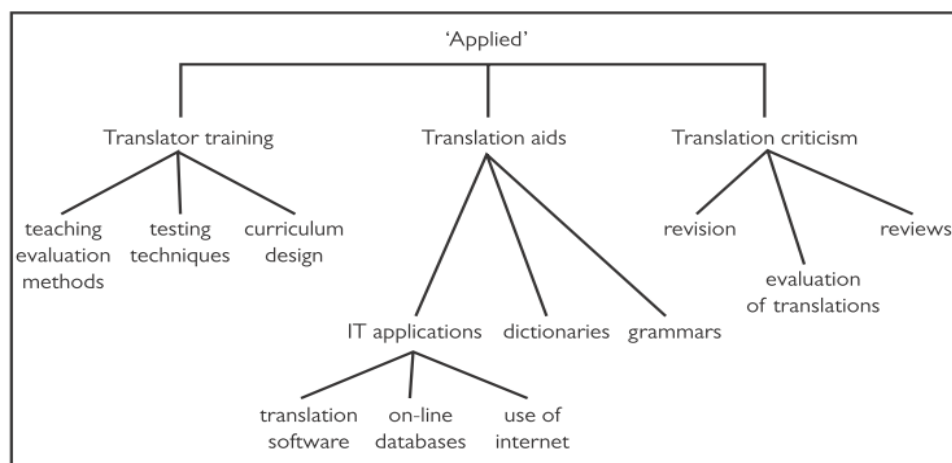 ‘Applied’
Translator training
Translation aids
Translation criticism
teaching
evaluation
methods
testing
techniques
curriculum
design
revision
evaluation
of translations
reviews
IT applications
dictionaries
grammars
translation
software
on-line
databases
use of
internet